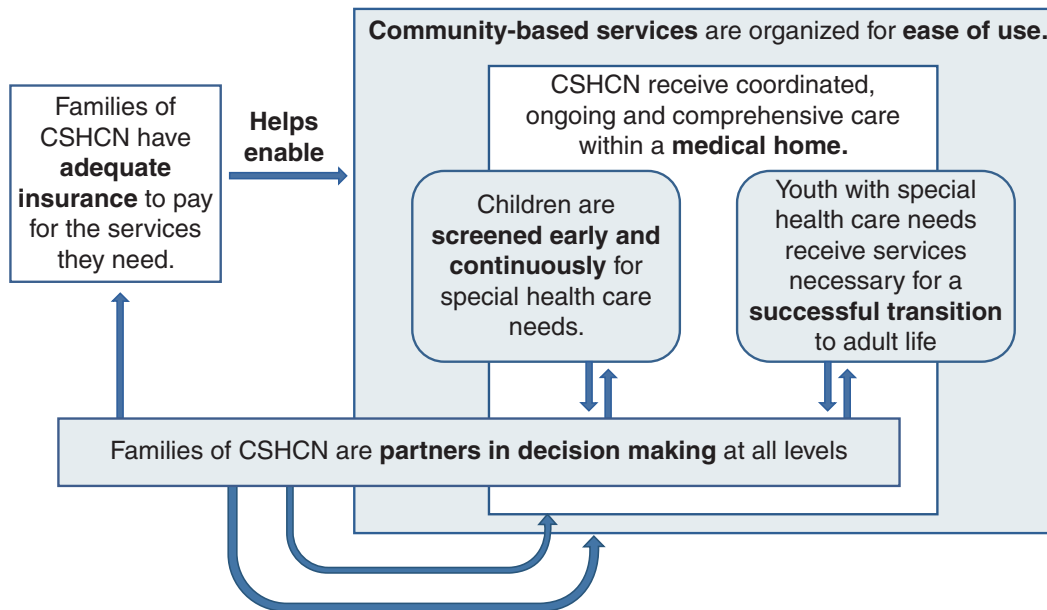 Community-based services are organized for ease of use.
Families of
CSHCN have
adequate
insurance to pay
for the services
they need.
Helps
enable
CSHCN receive coordinated,
ongoing and comprehensive care
within a medical home.
Children are
screened early and
continuously for
special health care
needs.
Youth with special
health care needs
receive services
necessary for a
successful transition
to adult life
Families of CSHCN are partners in decision making at all levels